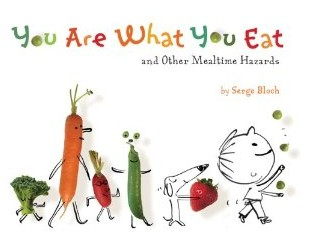 You Are What You Eat
and Other Mealtime Hazards
by Serge Bloch